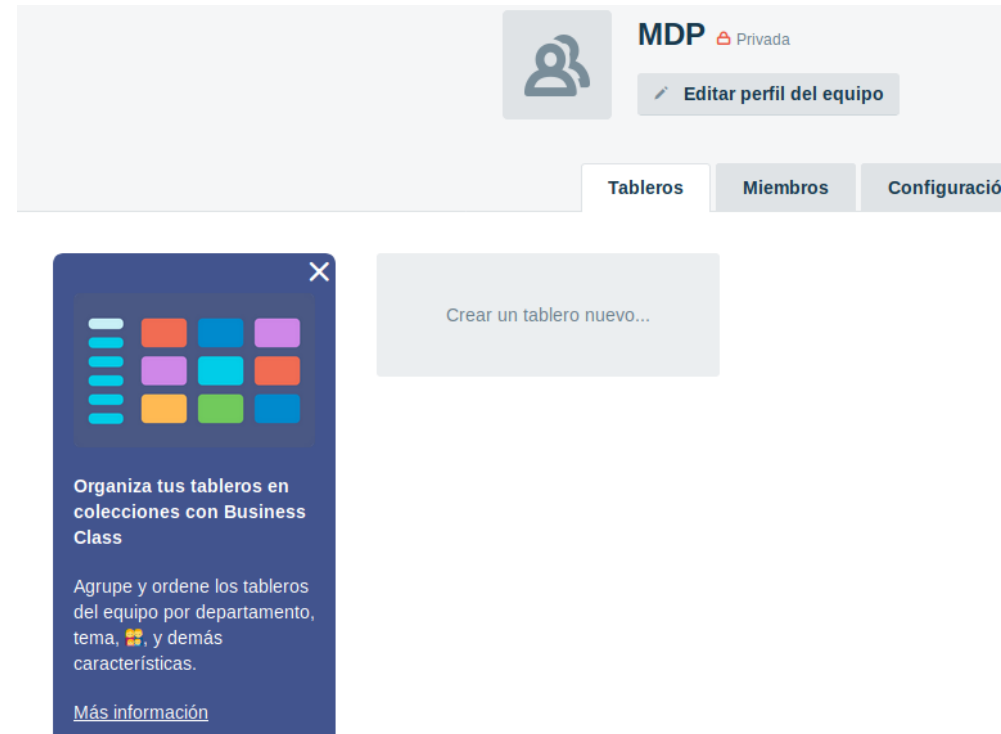 MDP Privada
Editar perfil del equipo
Tableros Miembros Configuració
Crear un tablero nuevo...
Organiza tus tableros en
colecciones con Business
Class
Agrupe y ordene los tableros
del equipo por departamento,
tema, , y demás
características.
Más información